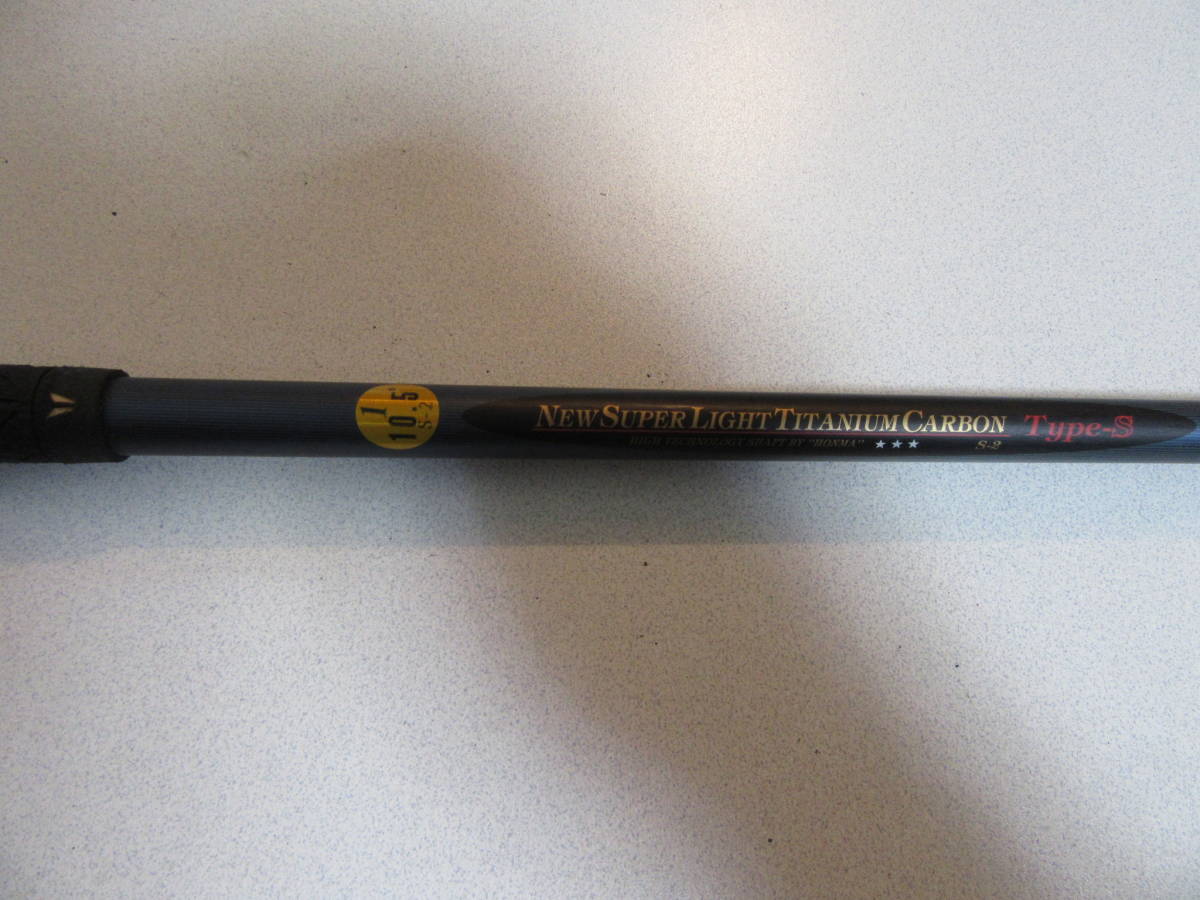 1
10.5°
S-2
NEW SUPER LIGHT TITANIUM CARBON Type-S
HIGH TECHNOLOGY SHAFT BY "HONMA" ★★★ S-2